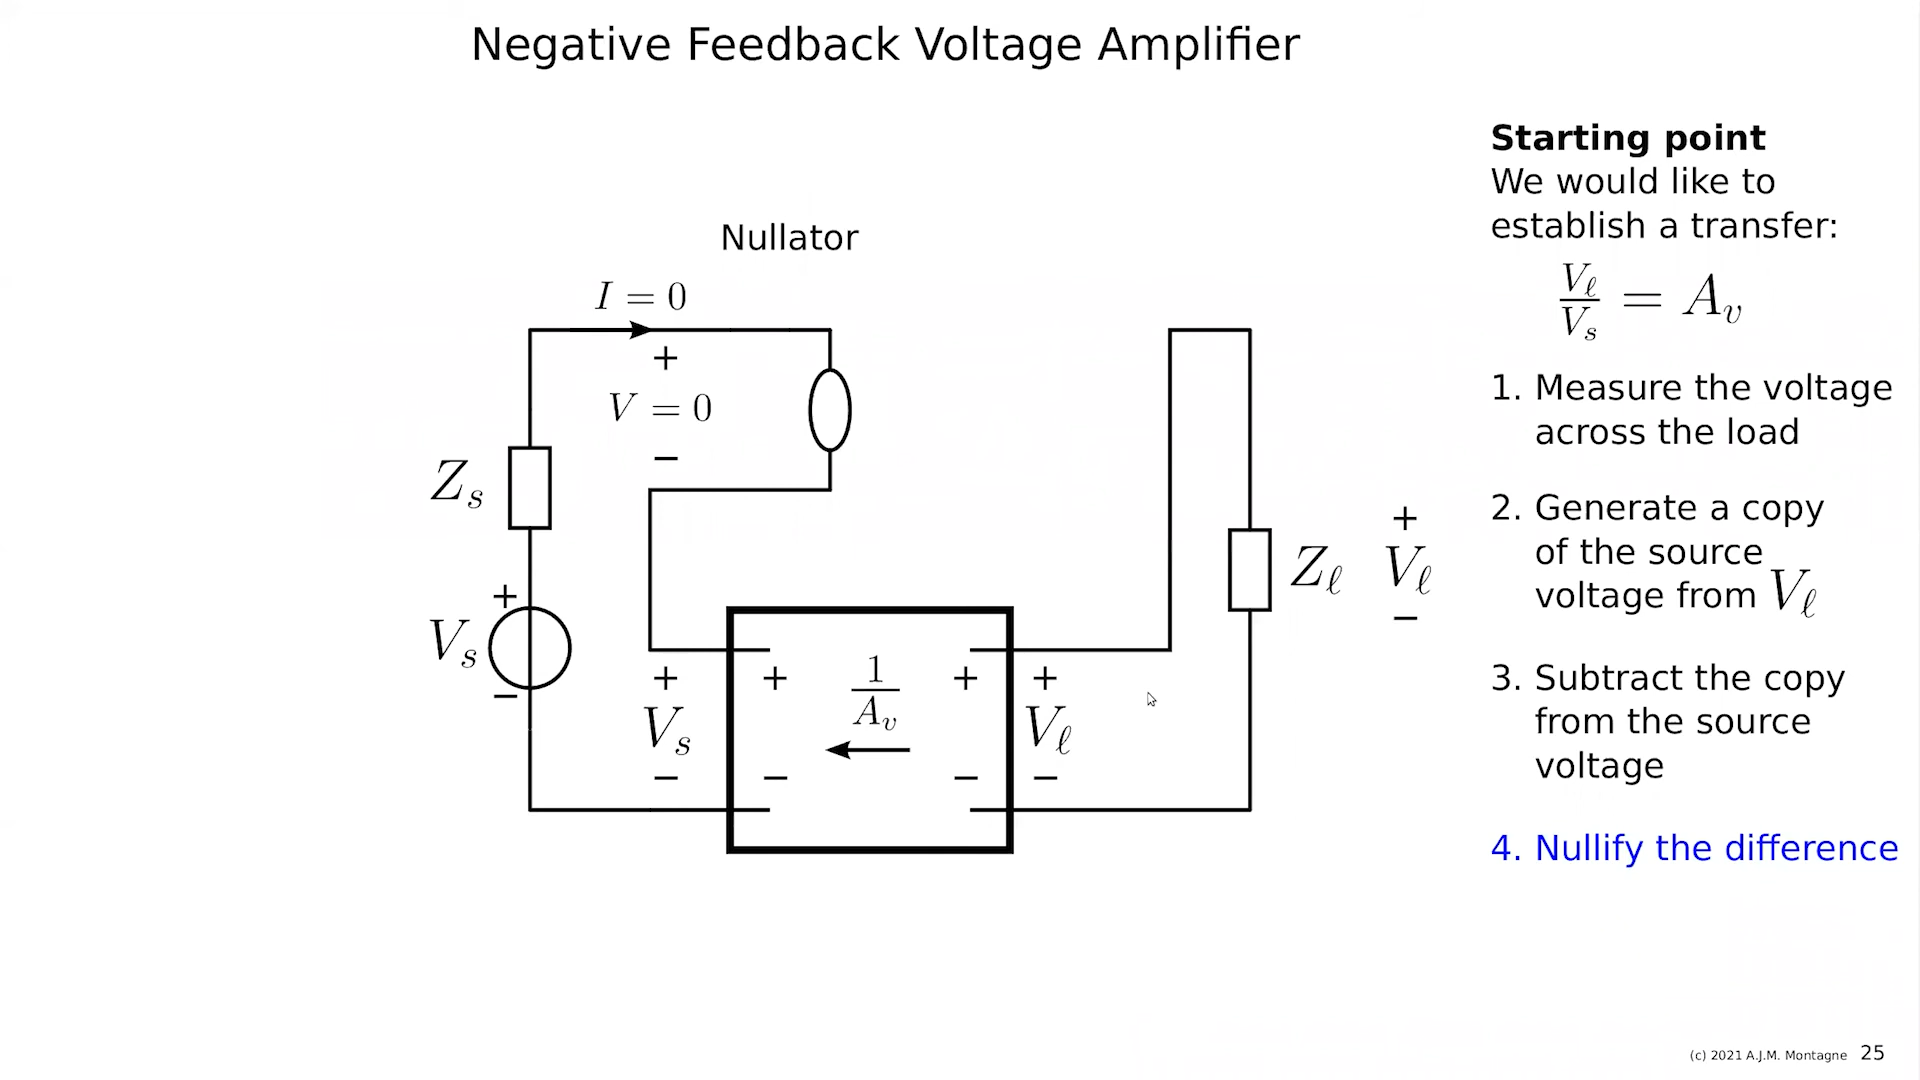 Negative Feedback Voltage Amplifier
Nullator
I = 0
+
V = 0
−
Z_s
+
V_s
−
+
V_s
−
+
−
1
A_v
+
−
+
V_ℓ
−
Z_ℓ
+
V_ℓ
−
Starting point
We would like to
establish a transfer:
V_ℓ / V_s = A_v
1. Measure the voltage
across the load
2. Generate a copy
of the source
voltage from V_ℓ
3. Subtract the copy
from the source
voltage
4. Nullify the difference
(c) 2021 A.J.M. Montagne 25